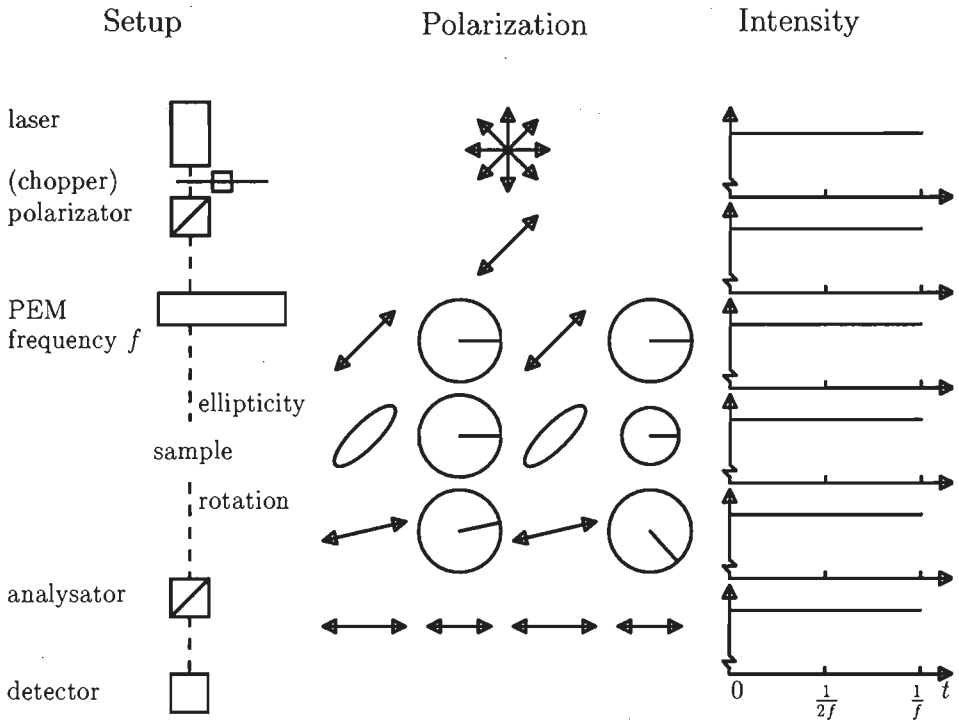 Setup Polarization Intensity
laser
(chopper)
polarizator
PEM
frequency f
ellipticity
sample
rotation
analysator
detector
0 1/2f 1/f t